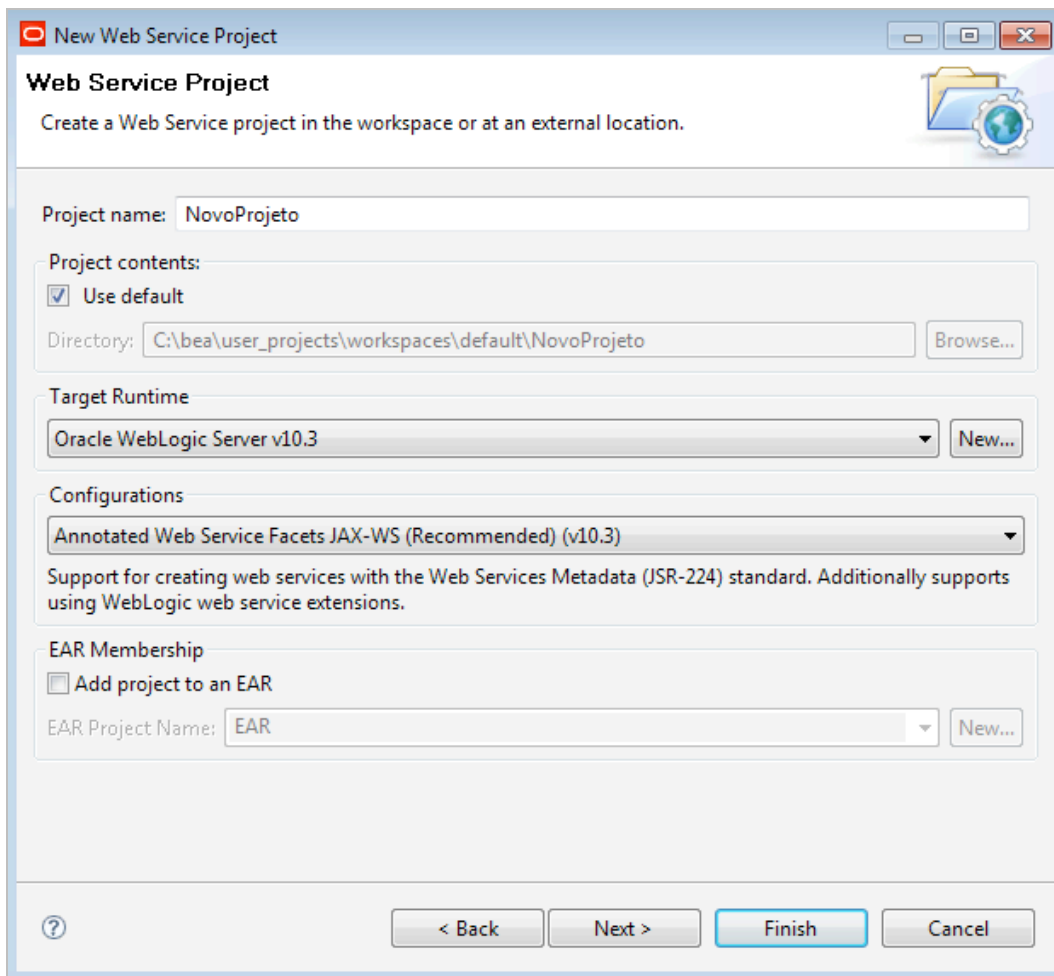 New Web Service Project
Web Service Project
Create a Web Service project in the workspace or at an external location.
Project name: NovoProjeto
Project contents:
Use default
Directory: C:\bea\user_projects\workspaces\default\NovoProjeto Browse...
Target Runtime
Oracle WebLogic Server v10.3 New...
Configurations
Annotated Web Service Facets JAX-WS (Recommended) (v10.3)
Support for creating web services with the Web Services Metadata (JSR-224) standard. Additionally supports
using WebLogic web service extensions.
EAR Membership
Add project to an EAR
EAR Project Name: EAR New...
? < Back Next > Finish Cancel